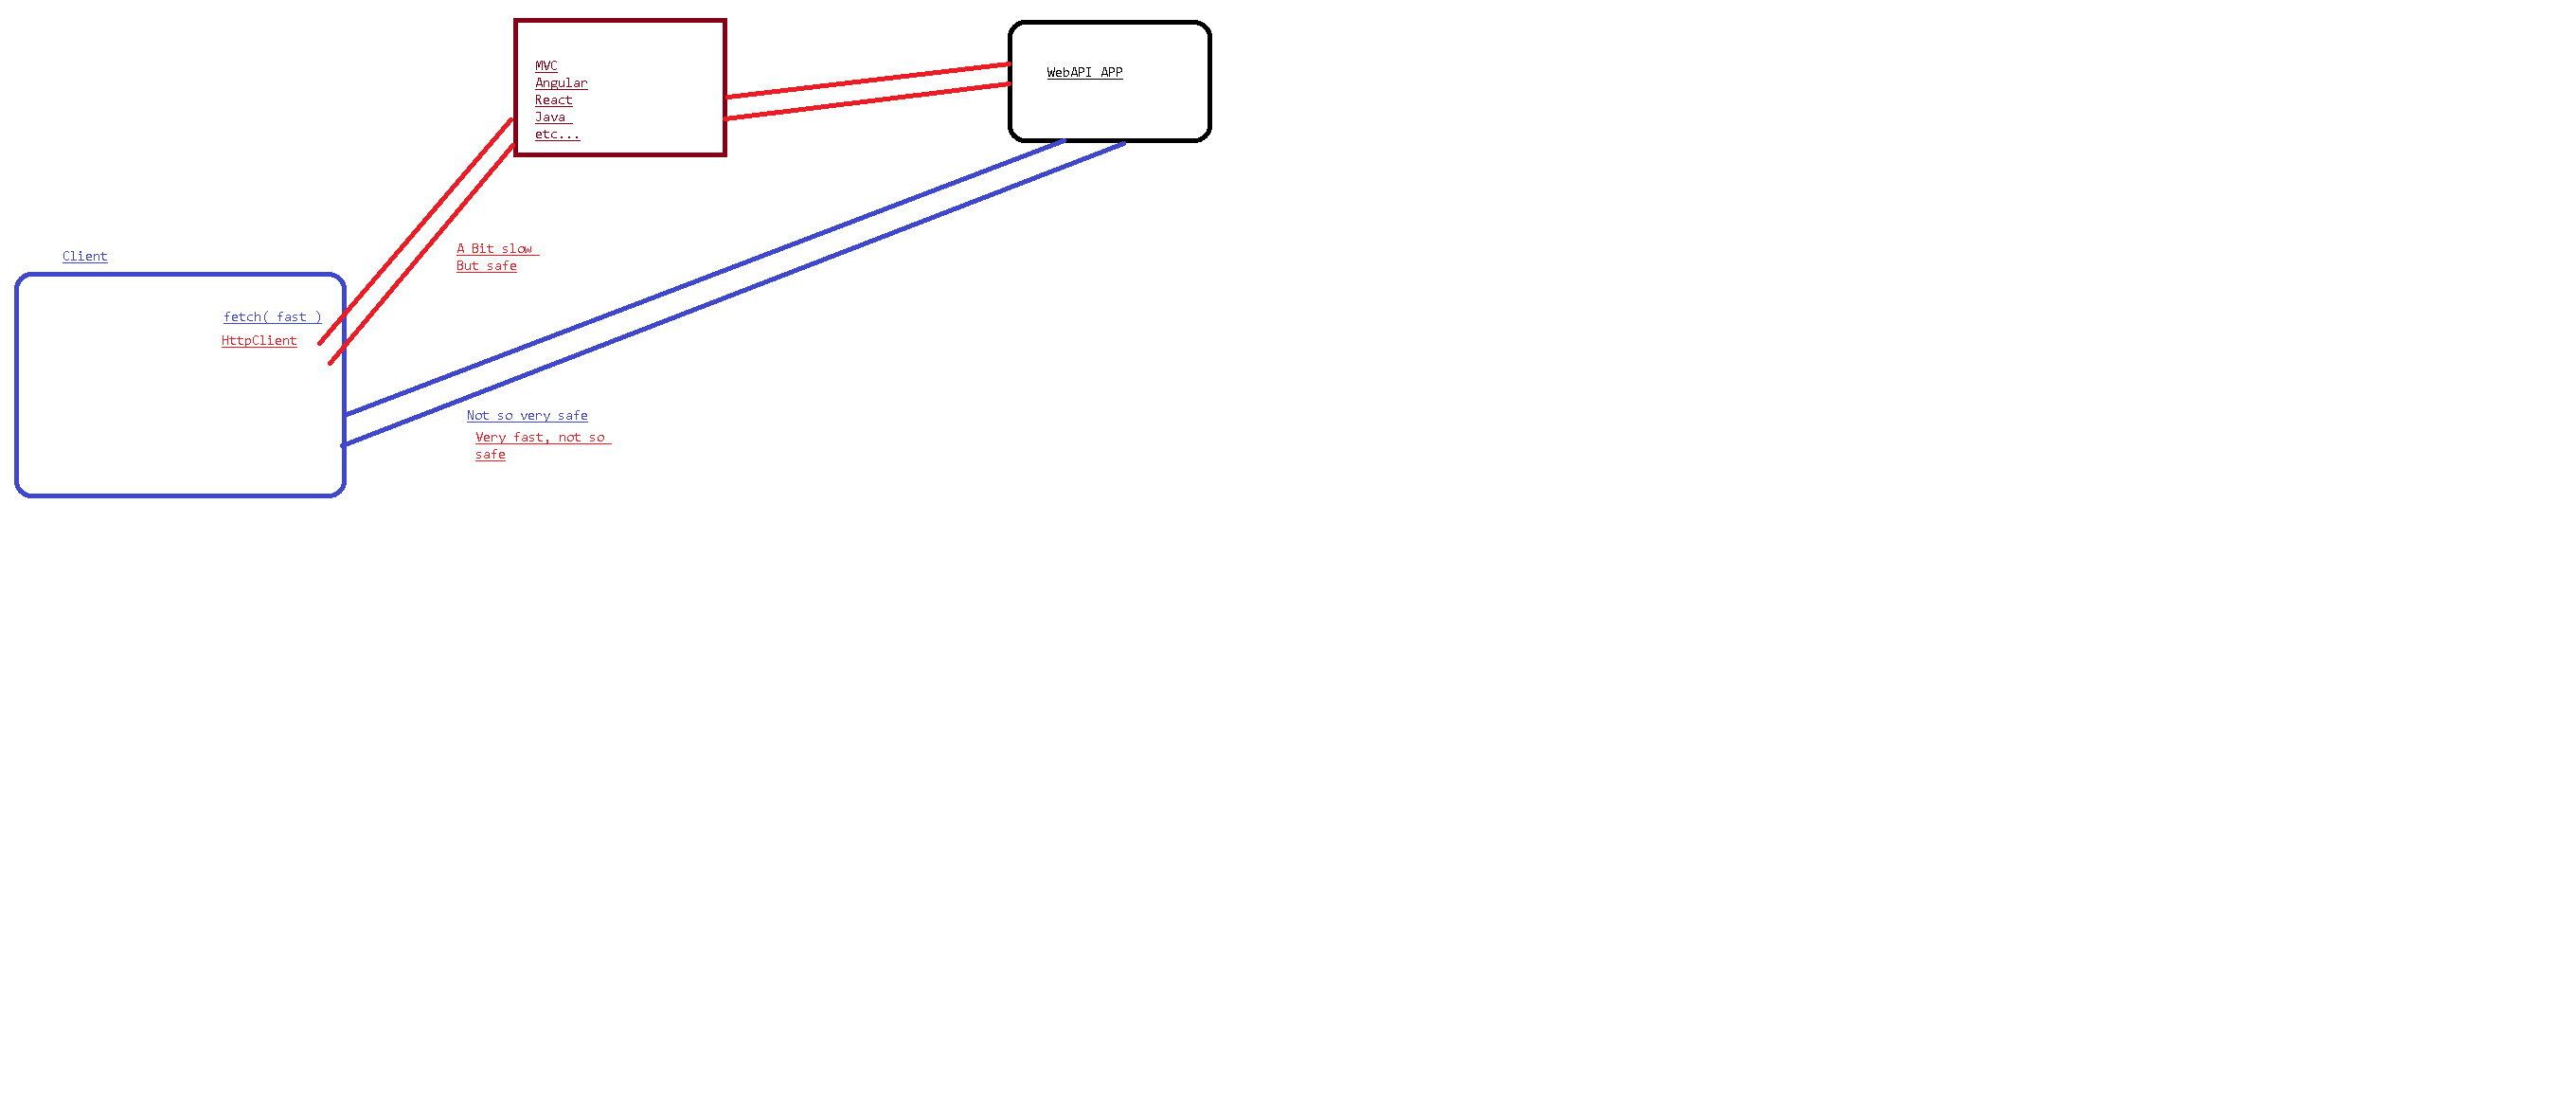 MVC
Angular
React
Java
etc...
WebAPI APP
A Bit slow
But safe
Client
fetch( fast )
HttpClient
Not so very safe
Very fast, not so
safe